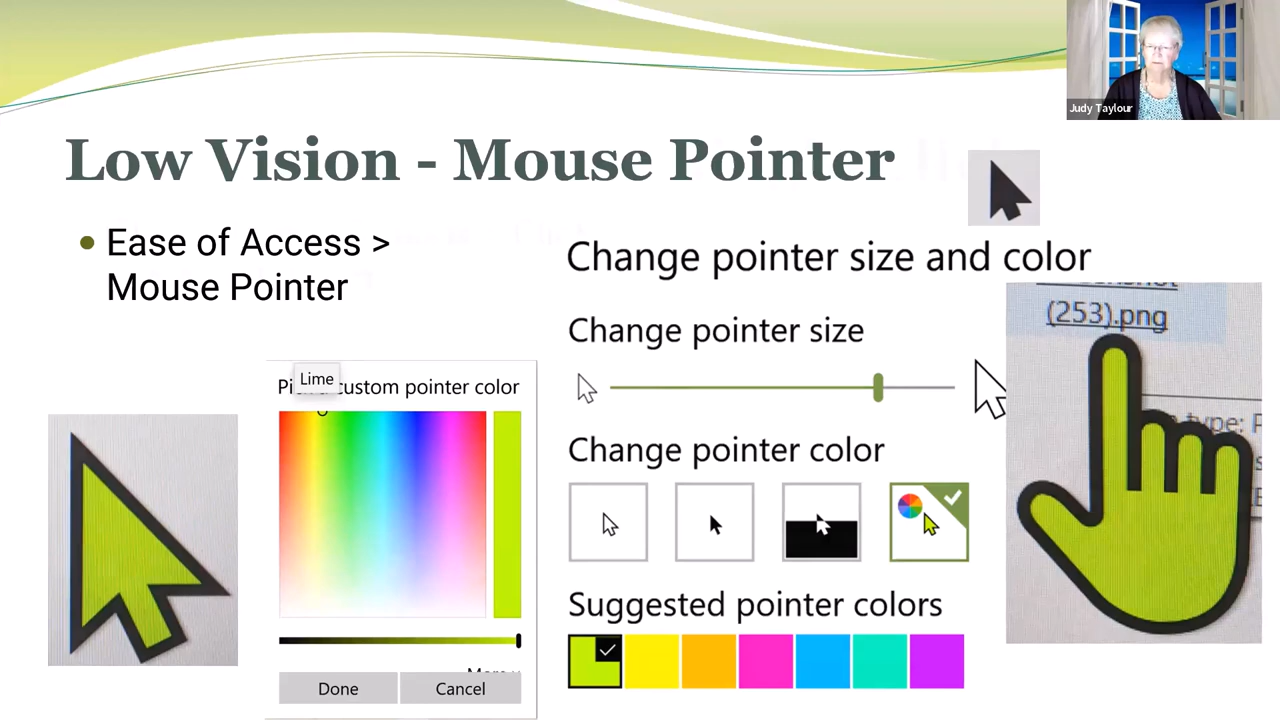 Judy Taylour
Low Vision - Mouse Pointer
Ease of Access >
Mouse Pointer
Change pointer size and color
Change pointer size
(253).png
type:
Lime
custom pointer color
Change pointer color
Suggested pointer colors
Done
Cancel